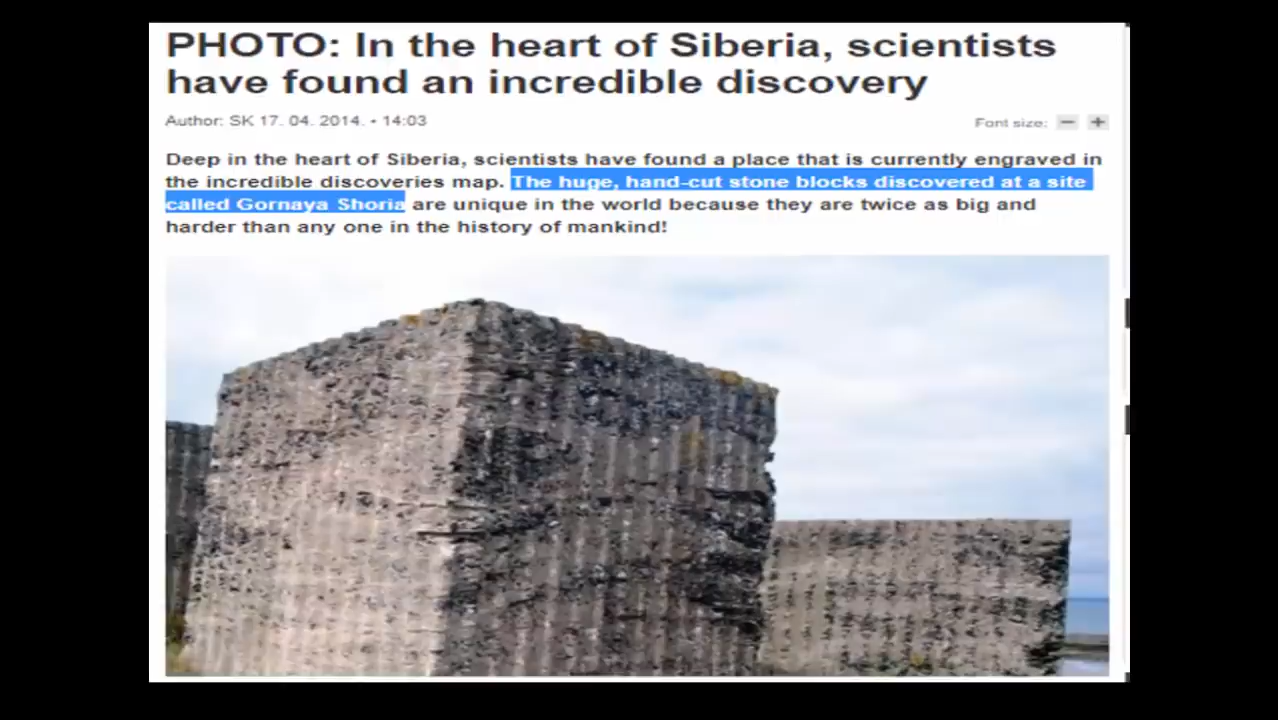 PHOTO: In the heart of Siberia, scientists
have found an incredible discovery
Author: SK 17. 04. 2014. • 14:03
Font size: − +
Deep in the heart of Siberia, scientists have found a place that is currently engraved in
the incredible discoveries map. The huge, hand-cut stone blocks discovered at a site
called Gornaya Shoria are unique in the world because they are twice as big and
harder than any one in the history of mankind!